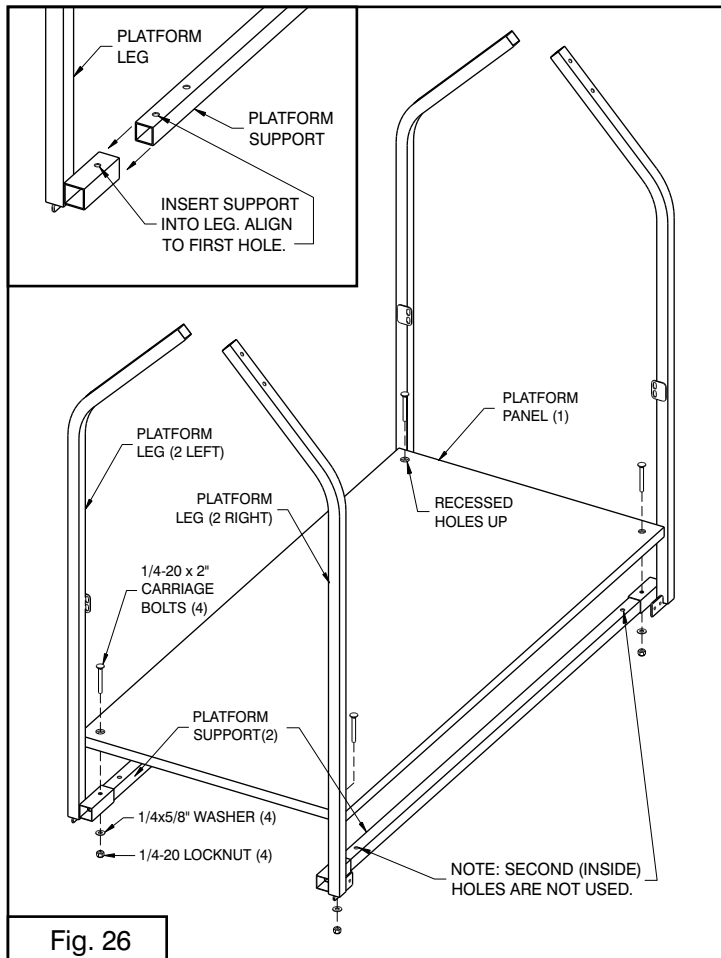 PLATFORM
LEG
PLATFORM
SUPPORT
INSERT SUPPORT
INTO LEG. ALIGN
TO FIRST HOLE.
PLATFORM
PANEL (1)
PLATFORM
LEG (2 LEFT)
PLATFORM
LEG (2 RIGHT)
RECESSED
HOLES UP
1/4-20 x 2"
CARRIAGE
BOLTS (4)
PLATFORM
SUPPORT(2)
1/4x5/8" WASHER (4)
1/4-20 LOCKNUT (4)
NOTE: SECOND (INSIDE)
HOLES ARE NOT USED.
Fig. 26